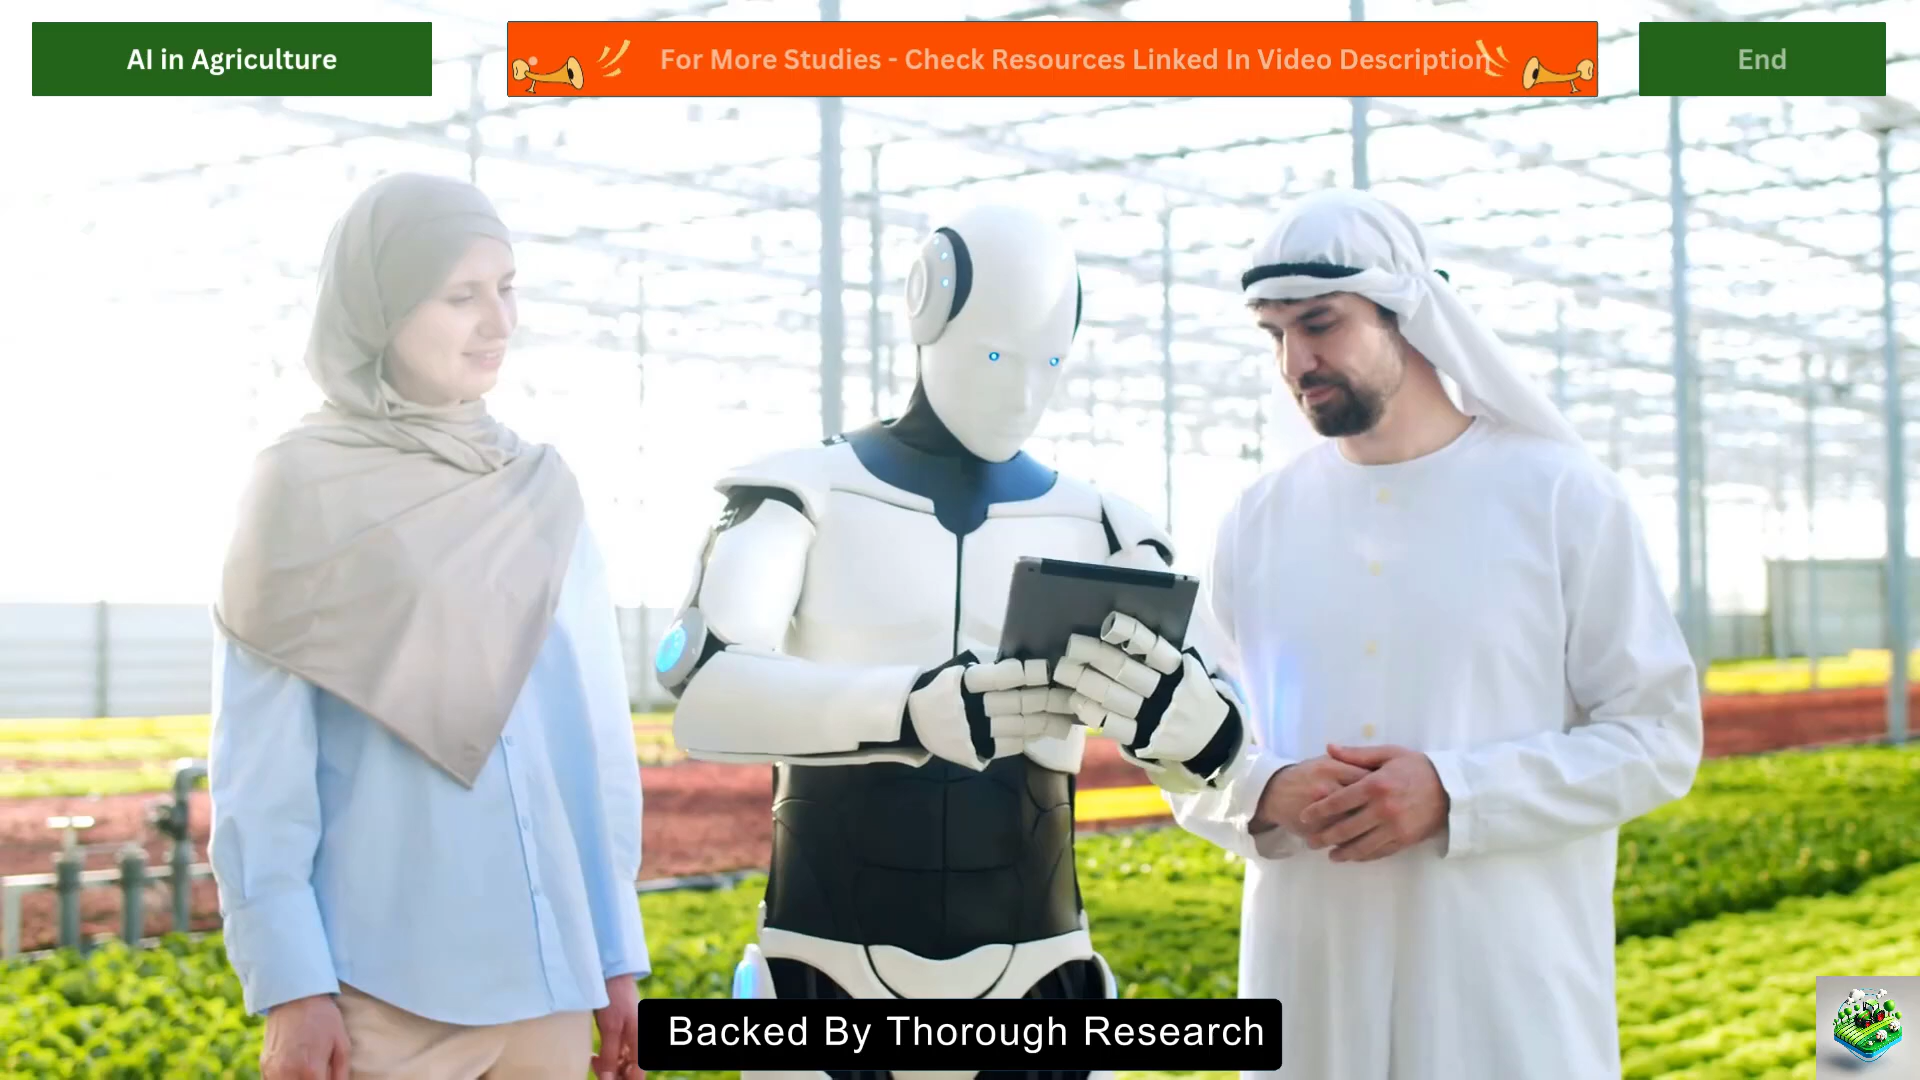 AI in Agriculture
For More Studies - Check Resources Linked In Video Description
End
Backed By Thorough Research